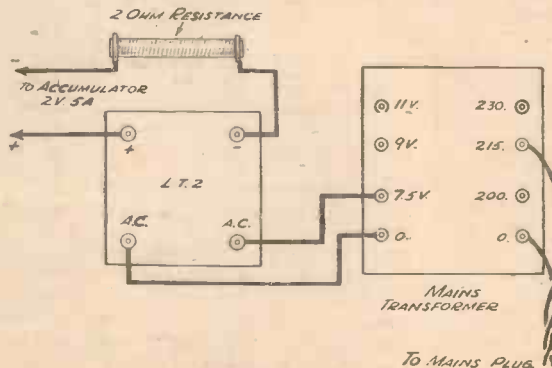 2 OHM RESISTANCE
-
TO ACCUMULATOR
2V. 5A
+
+
-
L T. 2
A.C.
A.C.
11V.
230.
9V.
215.
7.5V.
200.
0.
0.
MAINS
TRANSFORMER
TO MAINS PLUG